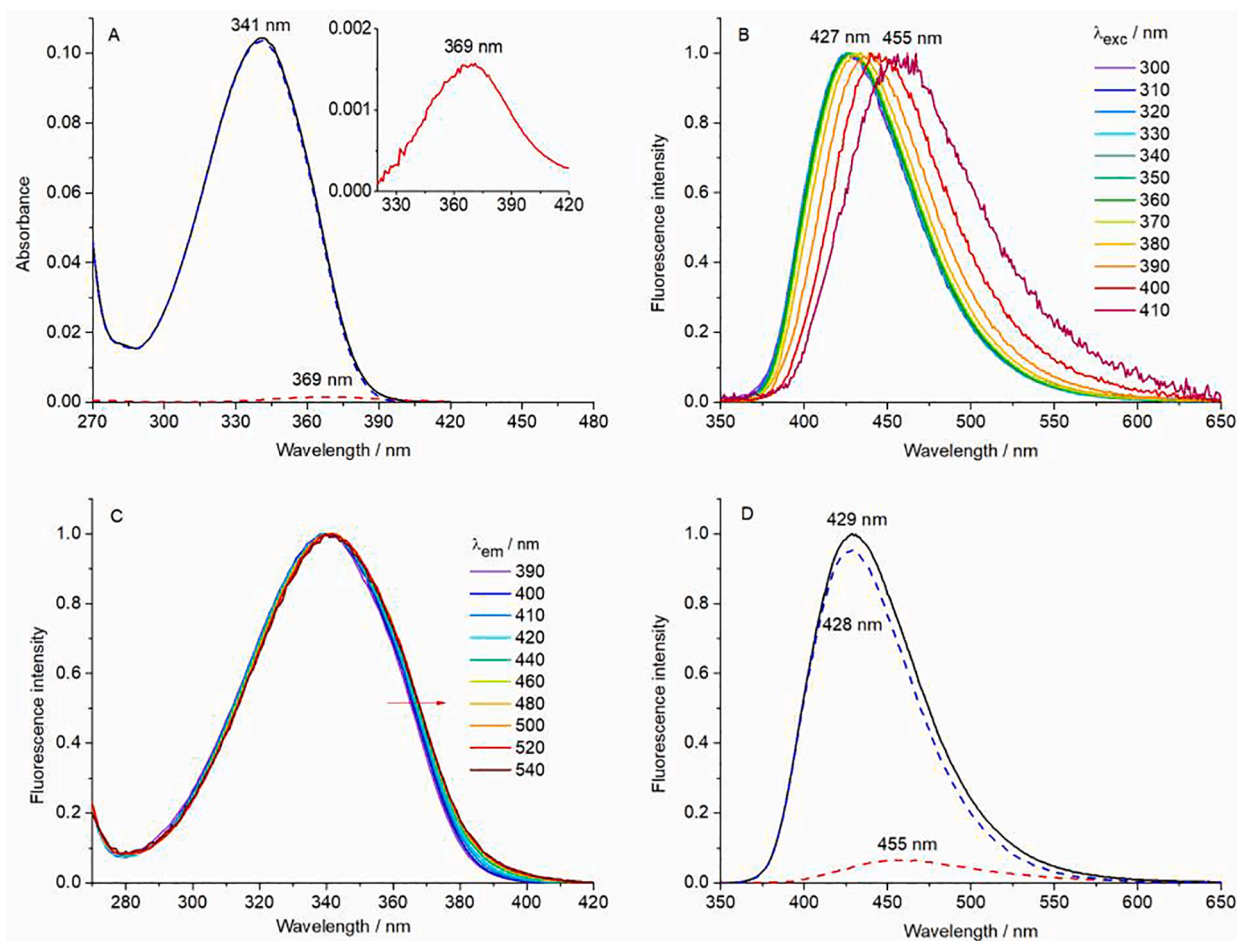 A
341 nm
0.10
0.08
0.06
0.04
0.02
0.00
Absorbance
369 nm
270 300 330 360 390 420 450 480
Wavelength / nm
0.002
0.001
0.000
369 nm
330 360 390 420
B
427 nm 455 nm
1.0
0.8
0.6
0.4
0.2
0.0
Fluorescence intensity
350 400 450 500 550 600 650
Wavelength / nm
λexc / nm
300
310
320
330
340
350
360
370
380
390
400
410
C
1.0
0.8
0.6
0.4
0.2
0.0
Fluorescence intensity
280 300 320 340 360 380 400 420
Wavelength / nm
λem / nm
390
400
410
420
440
460
480
500
520
540
D
429 nm
428 nm
455 nm
1.0
0.8
0.6
0.4
0.2
0.0
Fluorescence intensity
350 400 450 500 550 600 650
Wavelength / nm